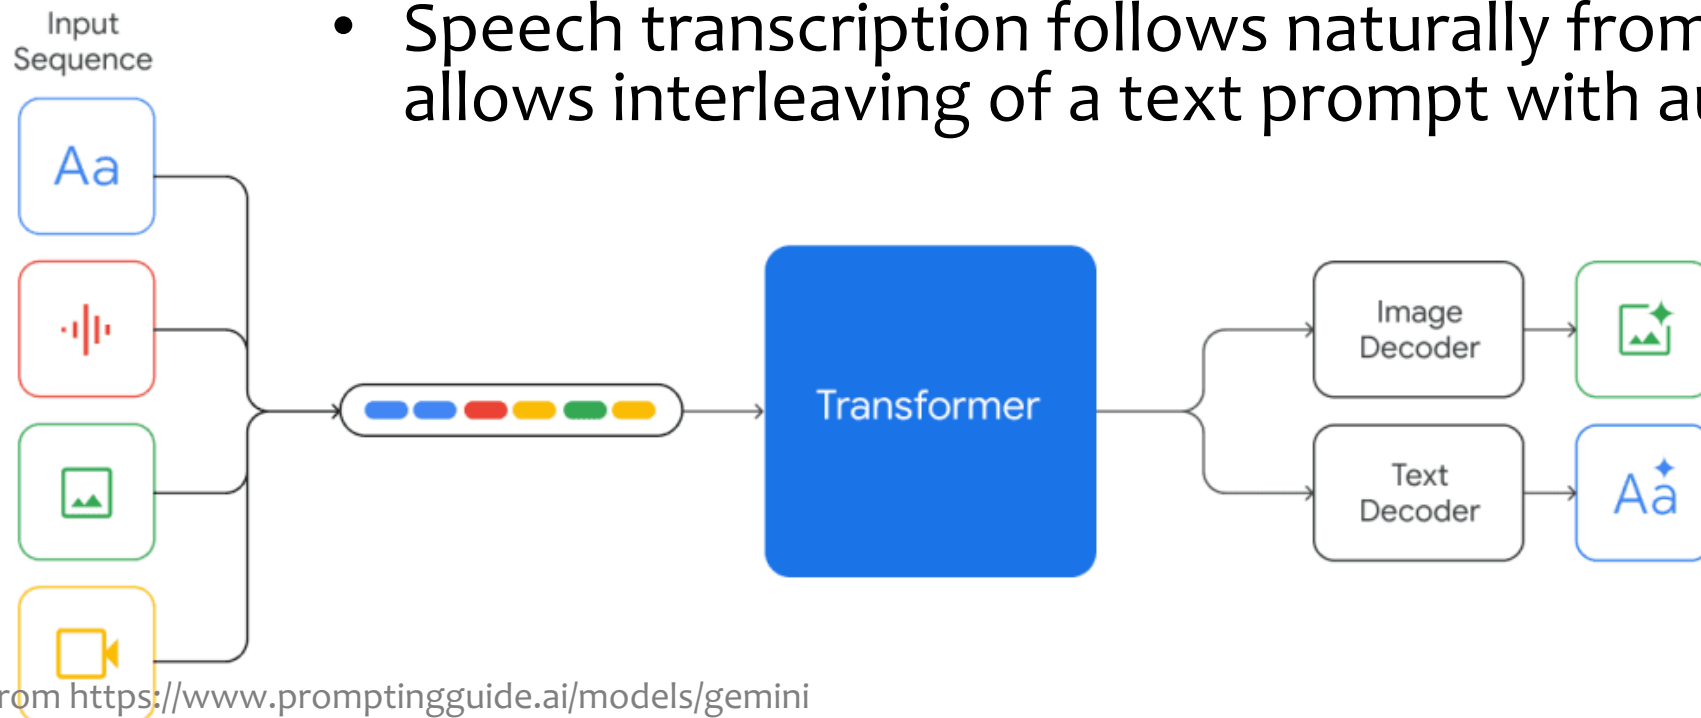 Input
Sequence
• Speech transcription follows naturally from
allows interleaving of a text prompt with
Aa
Transformer
Image
Decoder
Text
Decoder
Aa
rom https://www.promptingguide.ai/models/gemini